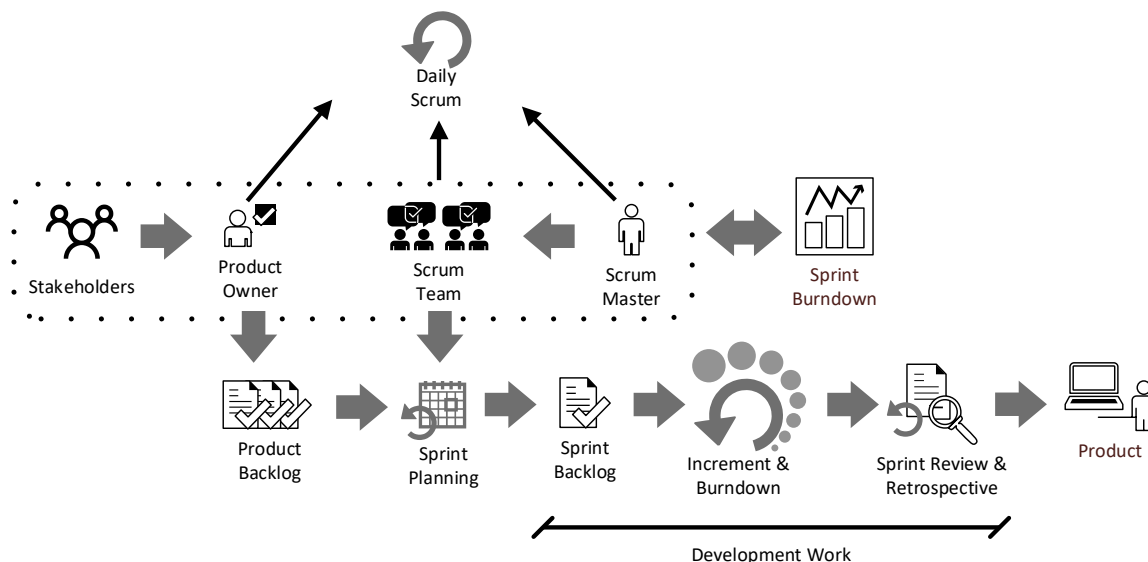 Daily
Scrum
Stakeholders
Product
Owner
Scrum
Team
Scrum
Master
Sprint
Burndown
Product
Backlog
Sprint
Planning
Sprint
Backlog
Increment &
Burndown
Sprint Review &
Retrospective
Product
Development Work